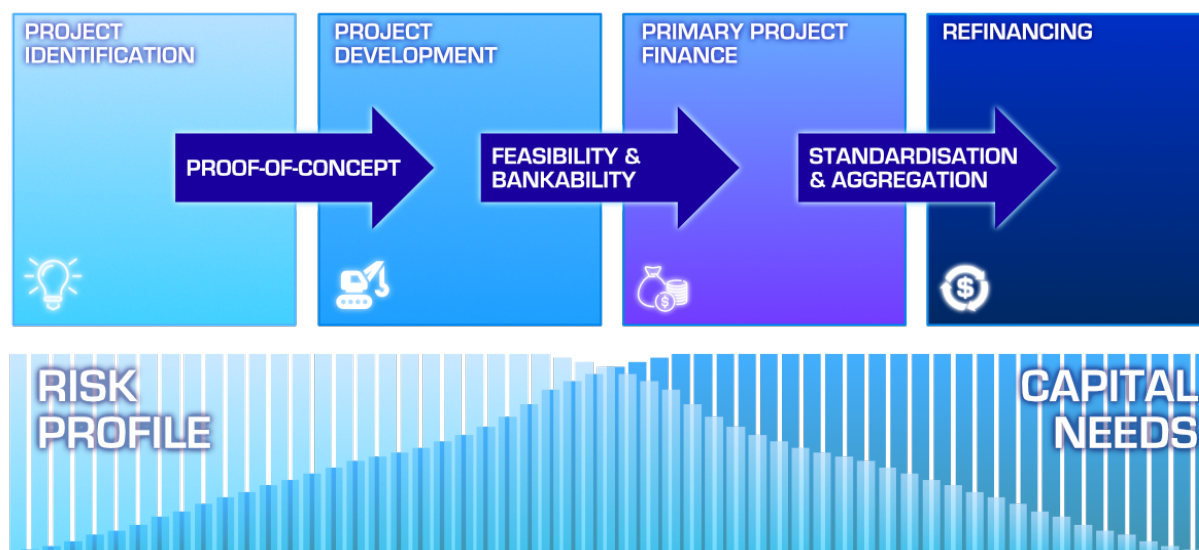 PROJECT
IDENTIFICATION
PROJECT
DEVELOPMENT
PRIMARY PROJECT
FINANCE
REFINANCING
PROOF-OF-CONCEPT
FEASIBILITY &
BANKABILITY
STANDARDISATION
& AGGREGATION
$
$
RISK
PROFILE
CAPITAL
NEEDS